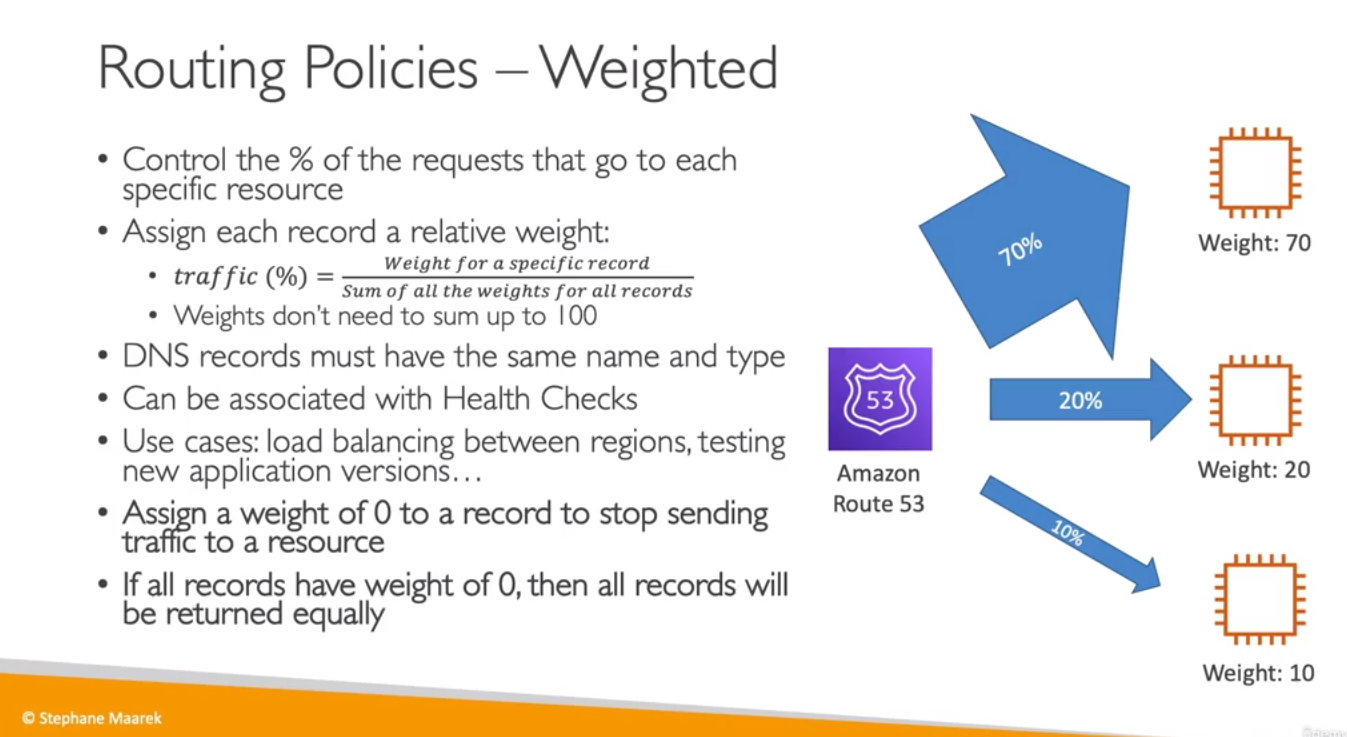 Routing Policies – Weighted
• Control the % of the requests that go to each
specific resource
• Assign each record a relative weight:
• traffic (%) = Weight for a specific record / Sum of all the weights for all records
• Weights don't need to sum up to 100
• DNS records must have the same name and type
• Can be associated with Health Checks
• Use cases: load balancing between regions, testing
new application versions…
• Assign a weight of 0 to a record to stop sending
traffic to a resource
• If all records have weight of 0, then all records will
be returned equally
53
Amazon
Route 53
70%
20%
10%
Weight: 70
Weight: 20
Weight: 10
© Stephane Maarek